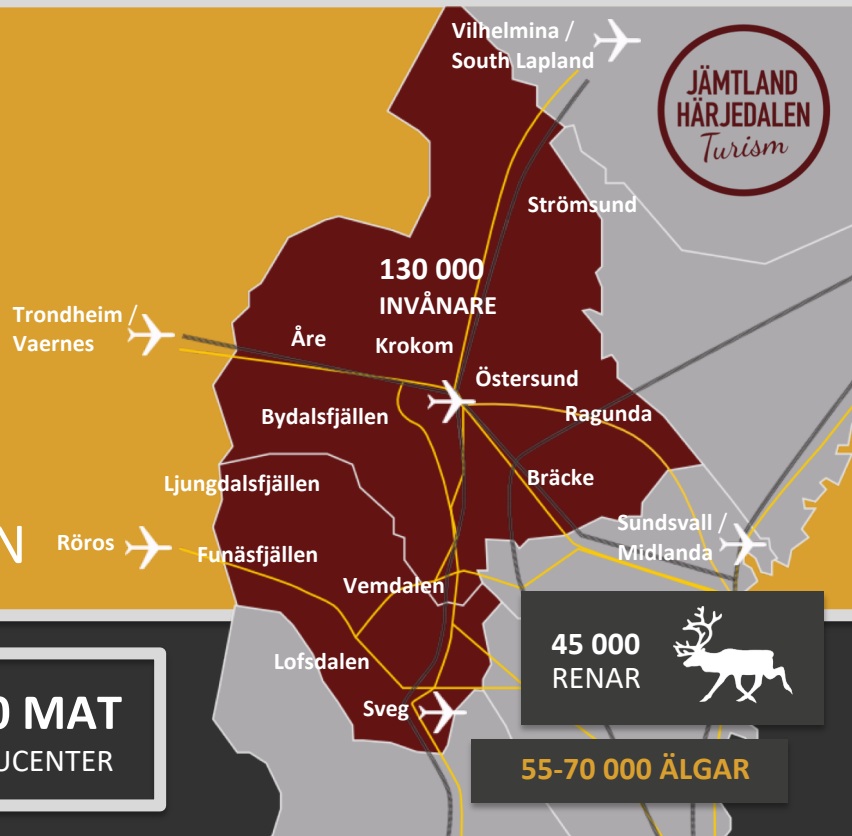 Vilhelmina /
South Lapland
JÄMTLAND
HÄRJEDALEN
Turism
Strömsund
130 000
INVÅNARE
Trondheim /
Vaernes
Åre
Krokom
Östersund
Bydalsfjällen
Ragunda
Ljungdalsfjällen
Bräcke
Sundsvall /
Midlanda
N
Röros
Funäsfjällen
Vemdalen
45 000
RENAR
Lofsdalen
0 MAT
UCENTER
Sveg
55-70 000 ÄLGAR